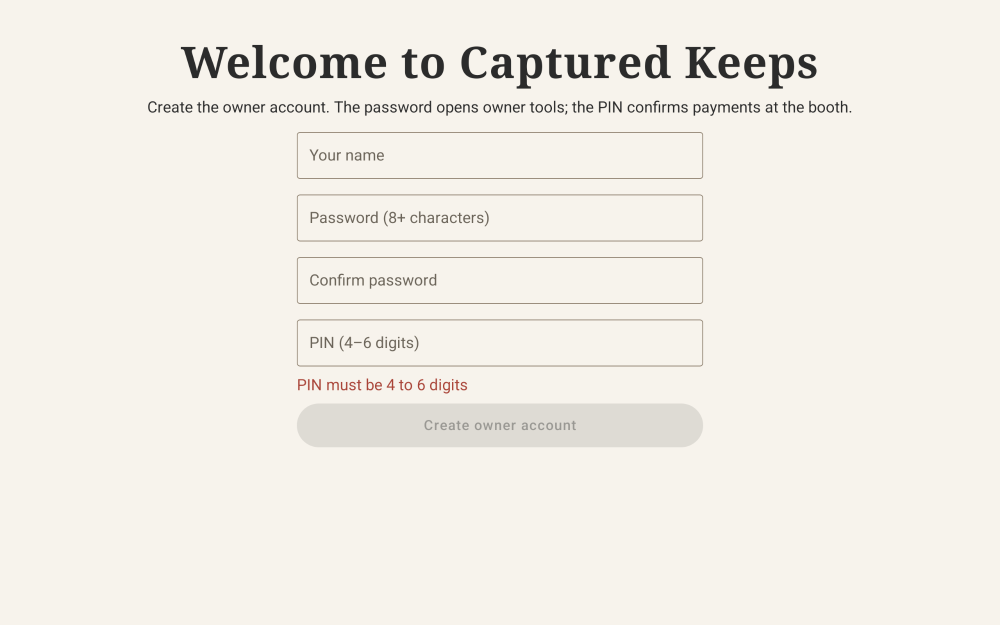 Welcome to Captured Keeps
Create the owner account. The password opens owner tools; the PIN confirms payments at the booth.
Your name
Password (8+ characters)
Confirm password
PIN (4–6 digits)
PIN must be 4 to 6 digits
Create owner account